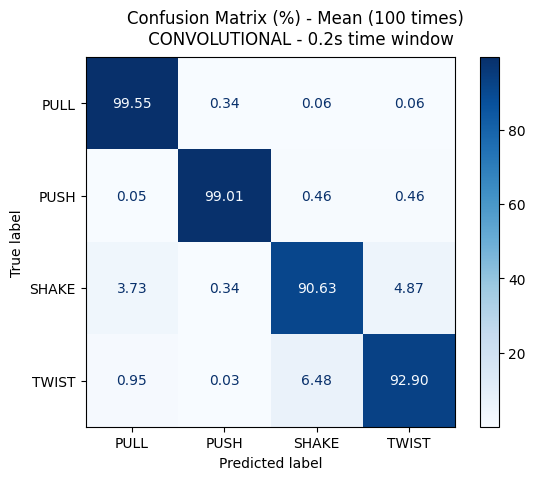 Confusion Matrix (%) - Mean (100 times)
CONVOLUTIONAL - 0.2s time window
True label
PULL 99.55 0.34 0.06 0.06
PUSH 0.05 99.01 0.46 0.46
SHAKE 3.73 0.34 90.63 4.87
TWIST 0.95 0.03 6.48 92.90
PULL PUSH SHAKE TWIST
Predicted label
80
60
40
20